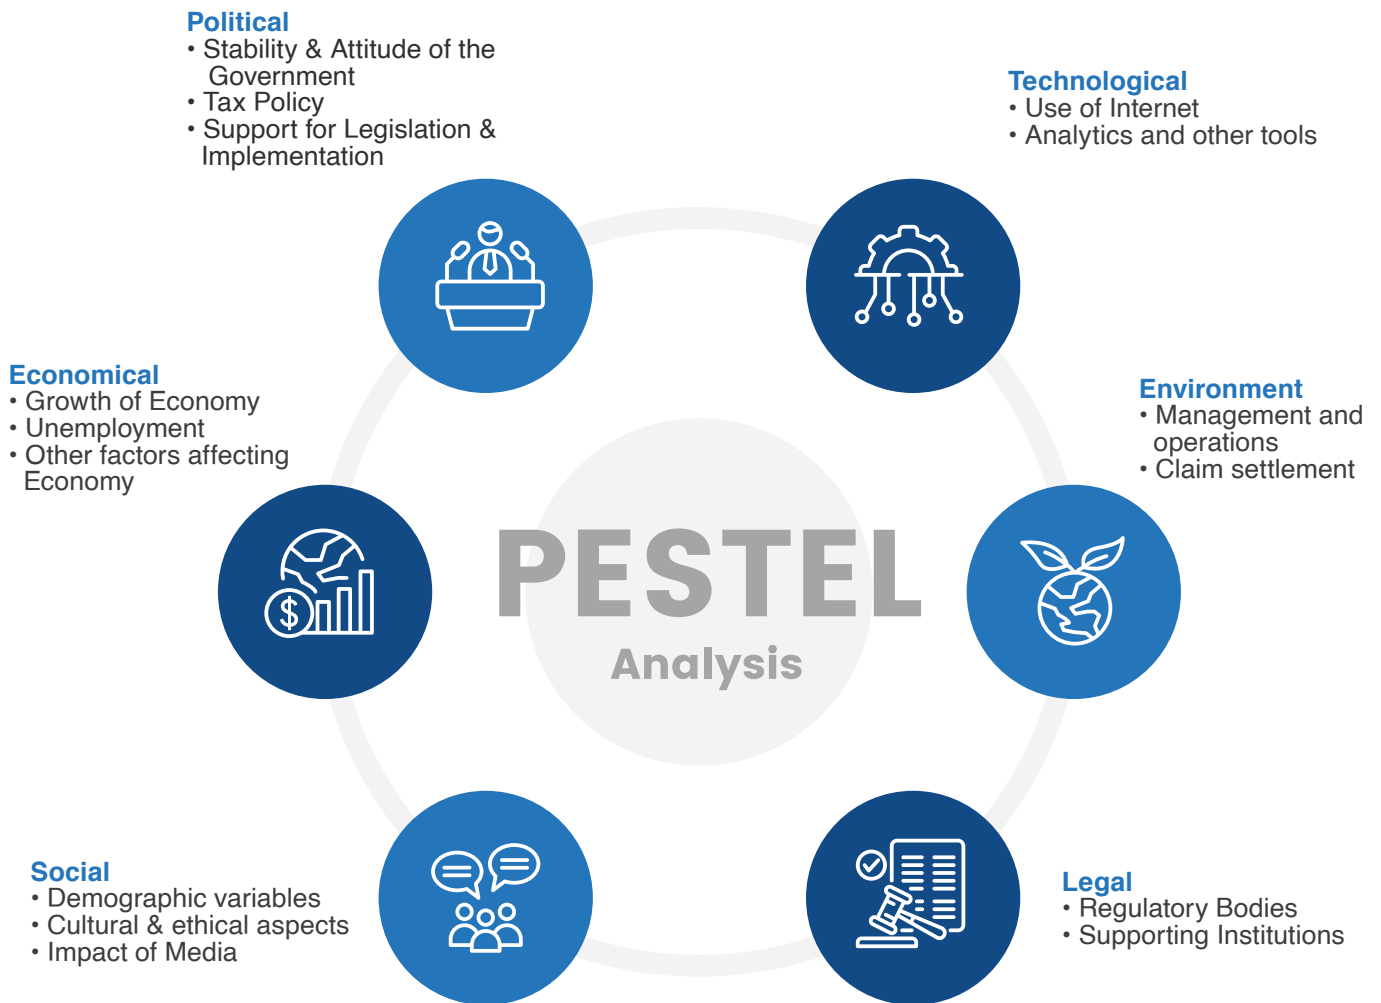 Political
• Stability & Attitude of the
Government
• Tax Policy
• Support for Legislation &
Implementation
Technological
• Use of Internet
• Analytics and other tools
Economical
• Growth of Economy
• Unemployment
• Other factors affecting
Economy
Environment
• Management and
operations
• Claim settlement
$
PESTEL
Analysis
Social
• Demographic variables
• Cultural & ethical aspects
• Impact of Media
Legal
• Regulatory Bodies
• Supporting Institutions